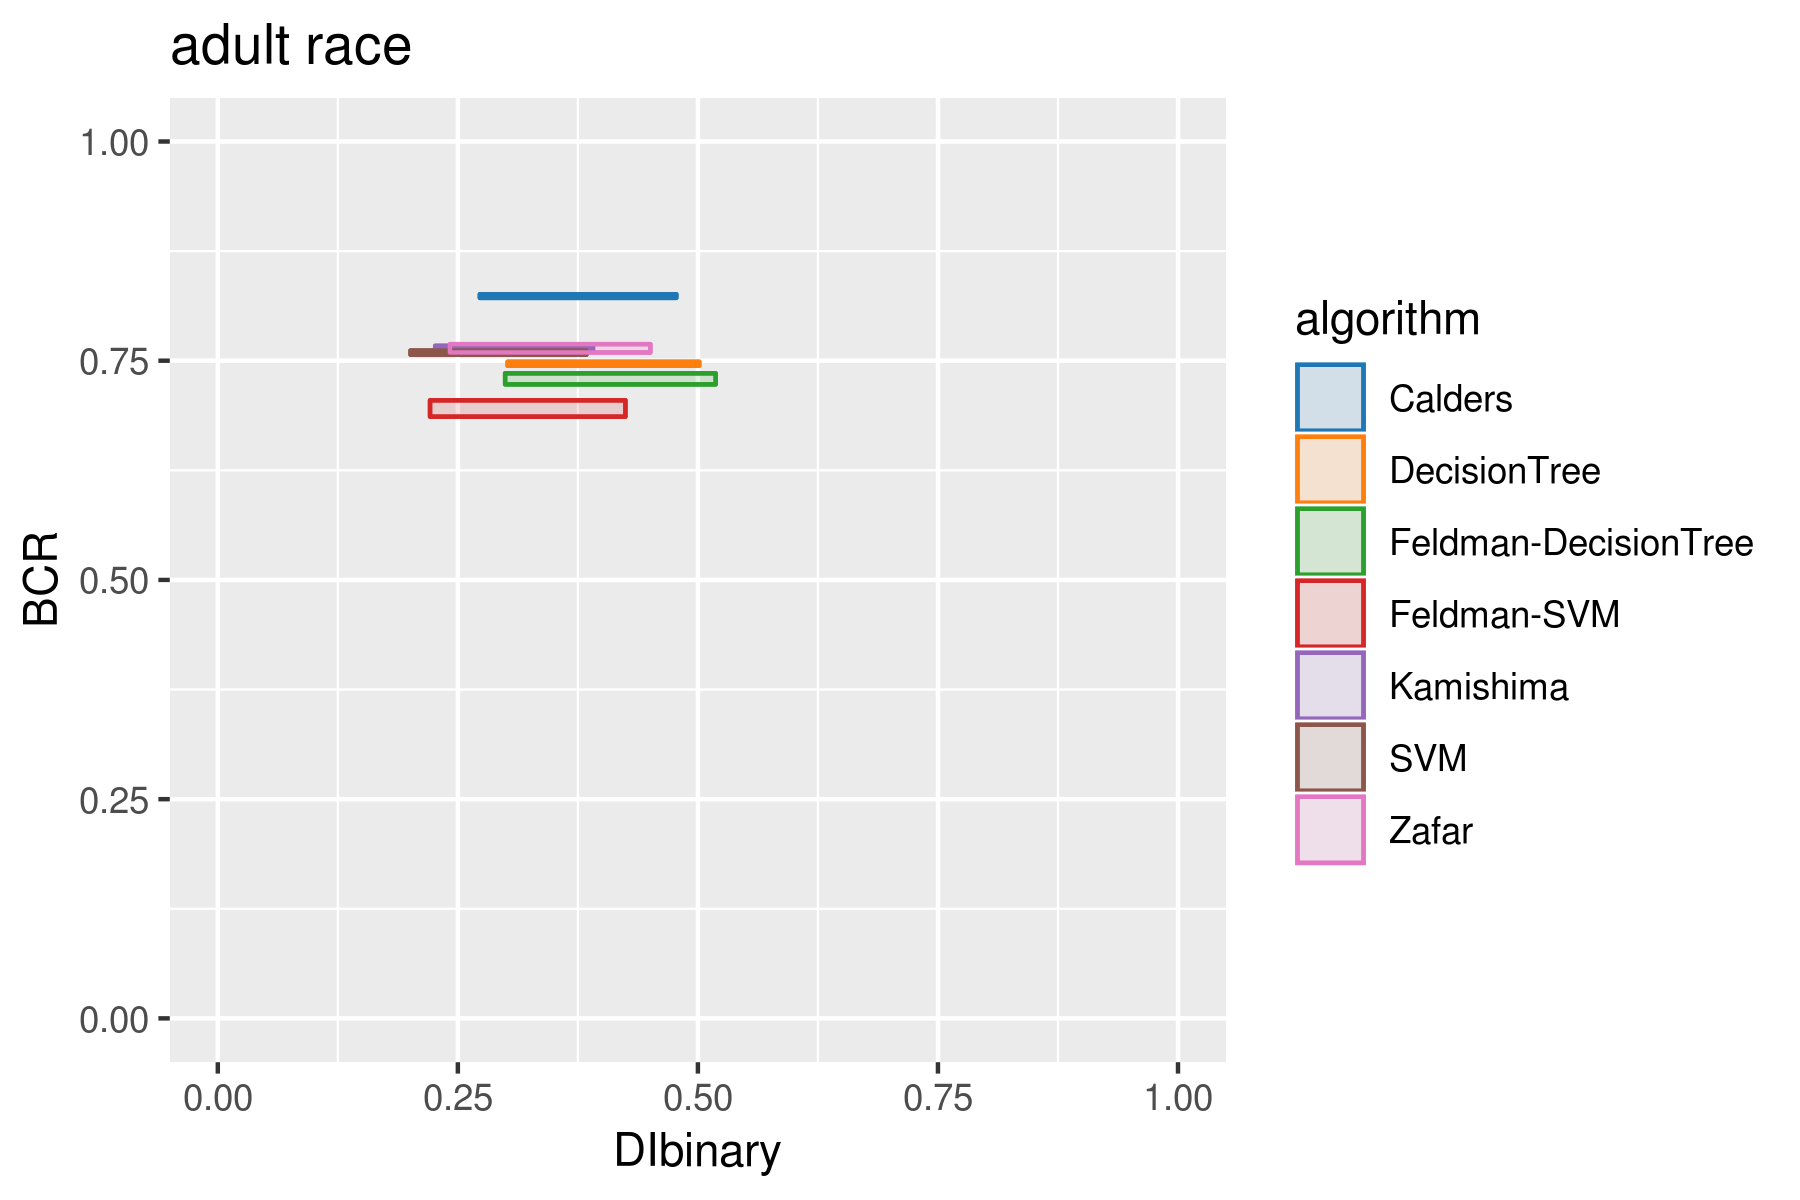 adult race
BCR
1.00
0.75
0.50
0.25
0.00
0.00 0.25 0.50 0.75 1.00
DIbinary
algorithm
Calders
DecisionTree
Feldman-DecisionTree
Feldman-SVM
Kamishima
SVM
Zafar